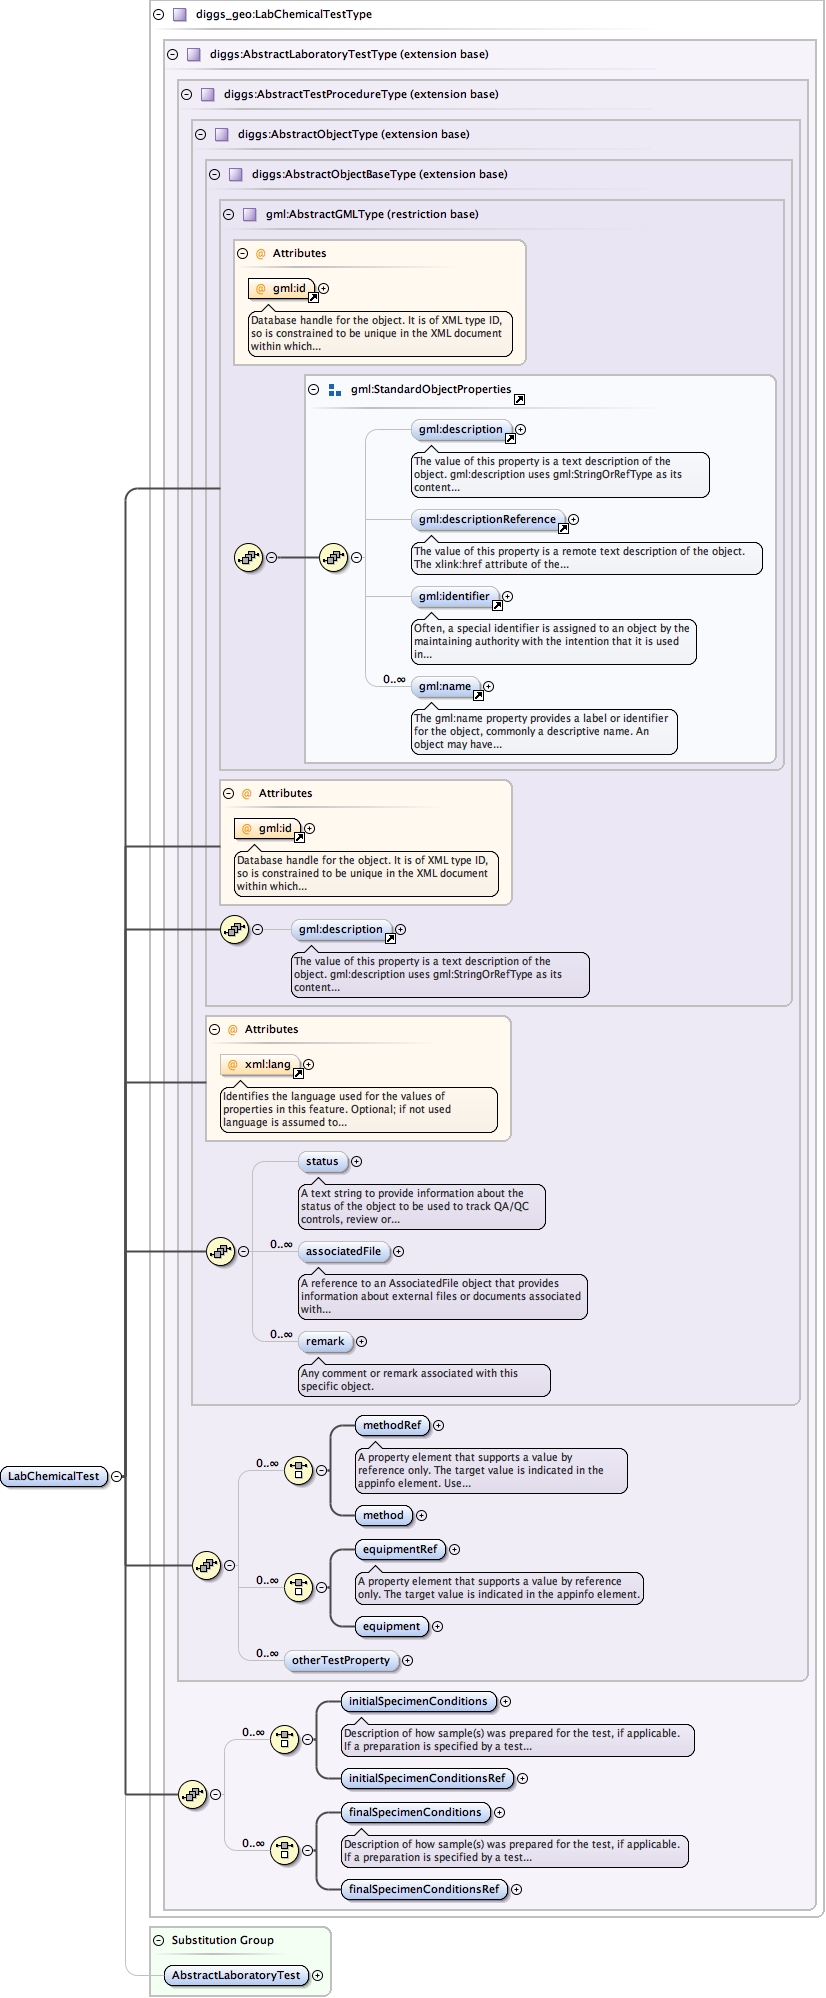 diggs_geo:LabChemicalTestType
diggs:AbstractLaboratoryTestType (extension base)
diggs:AbstractTestProcedureType (extension base)
diggs:AbstractObjectType (extension base)
diggs:AbstractObjectBaseType (extension base)
gml:AbstractGMLType (restriction base)
@ Attributes
@ gml:id
Database handle for the object. It is of XML type ID,
so is constrained to be unique in the XML document
within which...
gml:StandardObjectProperties
gml:description
The value of this property is a text description of the
object. gml:description uses gml:StringOrRefType as its
content...
gml:descriptionReference
The value of this property is a remote text description of the object.
The xlink:href attribute of the...
gml:identifier
Often, a special identifier is assigned to an object by the
maintaining authority with the intention that it is used
in...
0..∞ gml:name
The gml:name property provides a label or identifier
for the object, commonly a descriptive name. An
object may have...
@ Attributes
@ gml:id
Database handle for the object. It is of XML type ID,
so is constrained to be unique in the XML document
within which...
gml:description
The value of this property is a text description of the
object. gml:description uses gml:StringOrRefType as its
content...
@ Attributes
@ xml:lang
Identifies the language used for the values of
properties in this feature. Optional; if not used
language is assumed to...
status
A text string to provide information about the
status of the object to be used to track QA/QC
controls, review or...
0..∞ associatedFile
A reference to an AssociatedFile object that provides
information about external files or documents associated
with...
0..∞ remark
Any comment or remark associated with this
specific object.
methodRef
0..∞
A property element that supports a value by
reference only. The target value is indicated in the
appinfo element. Use...
LabChemicalTest
method
equipmentRef
0..∞
A property element that supports a value by reference
only. The target value is indicated in the appinfo element.
equipment
0..∞ otherTestProperty
initialSpecimenConditions
0..∞
Description of how sample(s) was prepared for the test, if applicable.
If a preparation is specified by a test...
initialSpecimenConditionsRef
finalSpecimenConditions
0..∞
Description of how sample(s) was prepared for the test, if applicable.
If a preparation is specified by a test...
finalSpecimenConditionsRef
Substitution Group
AbstractLaboratoryTest